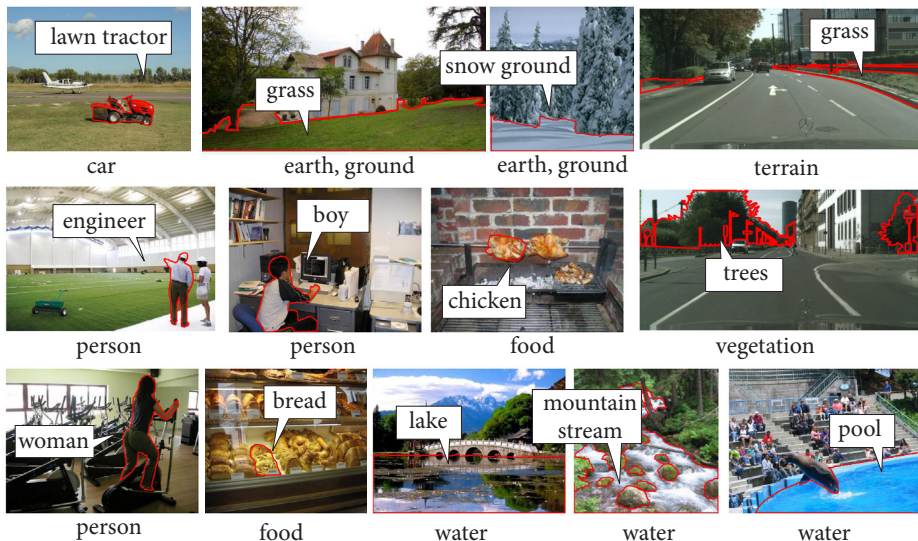 lawn tractor
grass
snow ground
grass
car
earth, ground
earth, ground
terrain
engineer
boy
chicken
trees
person
person
food
vegetation
woman
bread
lake
mountain
stream
pool
person
food
water
water
water